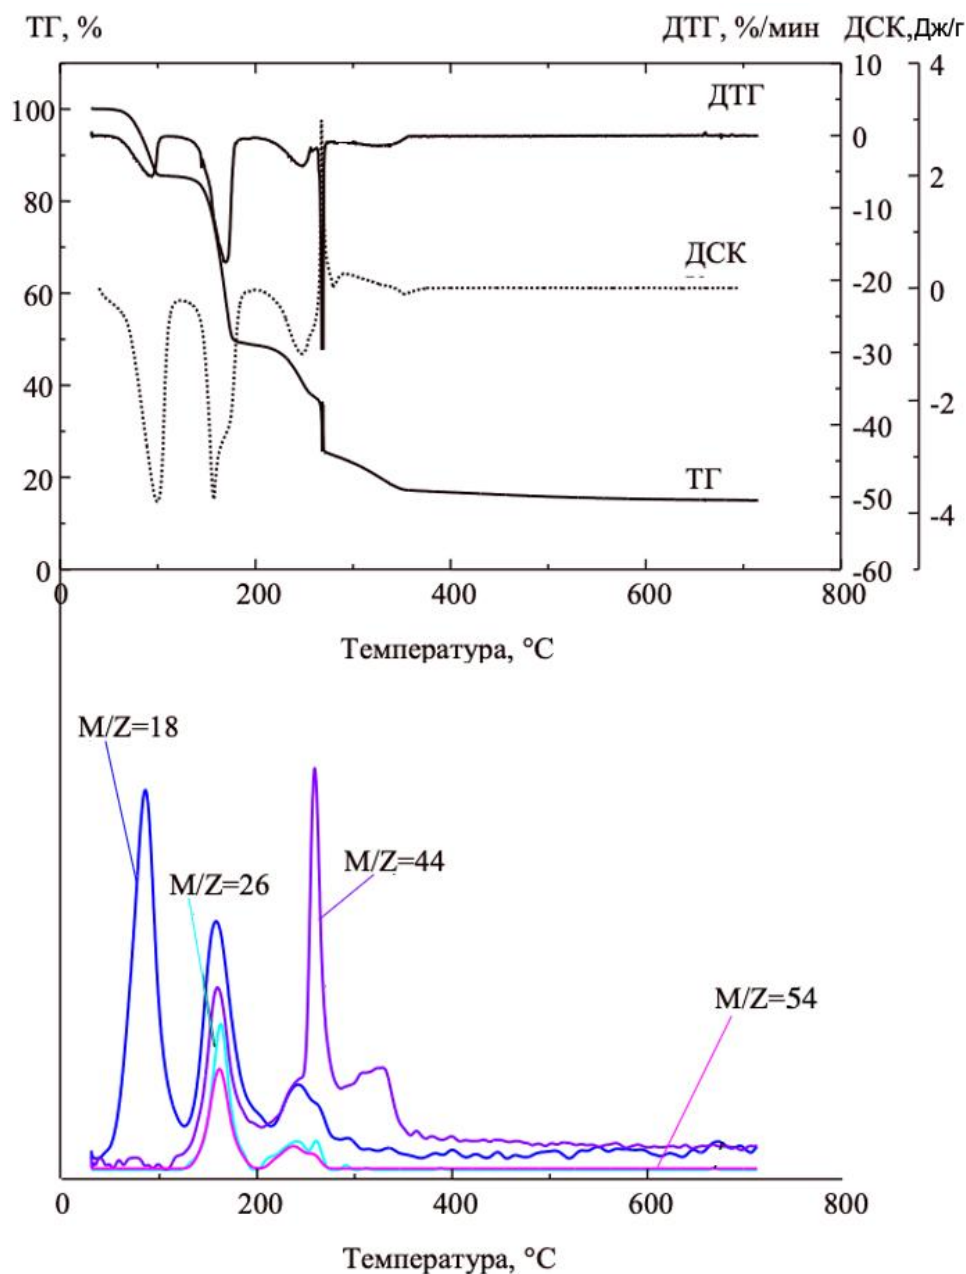 ТГ, % ДТГ, %/мин ДСК,Дж/г
10 4
ДТГ
100 0
80 2
-10
ДСК
60 -20 0
-30
40 -40 -2
ТГ
20 -50 -4
0 -60
0 200 400 600 800
Температура, °C
M/Z=18
M/Z=44
M/Z=26
M/Z=54
0 200 400 600 800
Температура, °C